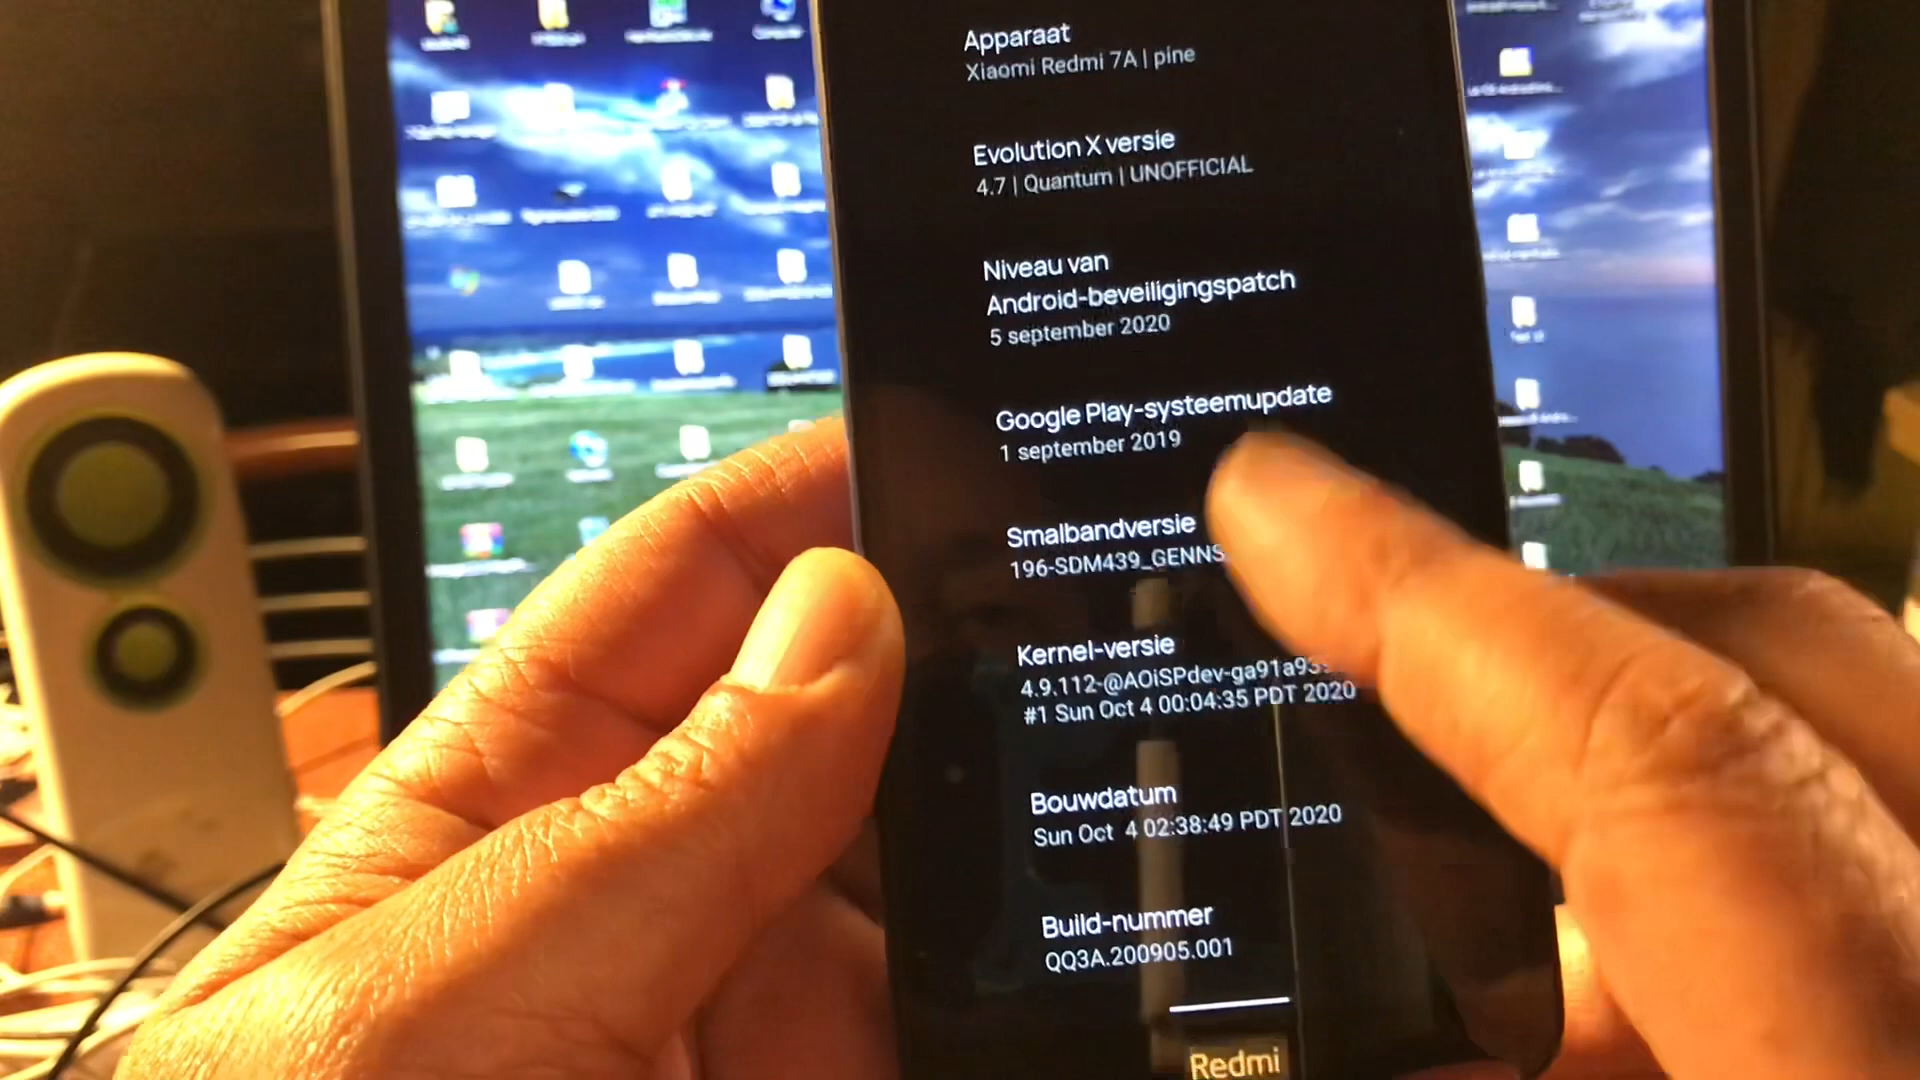 Apparaat
Xiaomi Redmi 7A | pine
Evolution X versie
4.7 | Quantum | UNOFFICIAL
Niveau van
Android-beveiligingspatch
5 september 2020
Google Play-systeemupdate
1 september 2019
Smalbandversie
196-SDM439_GENNS
Kernel-versie
4.9.112-@AOiSPdev-ga91a93
#1 Sun Oct 4 00:04:35 PDT 2020
Bouwdatum
Sun Oct 4 02:38:49 PDT 2020
Build-nummer
QQ3A.200905.001
Redmi